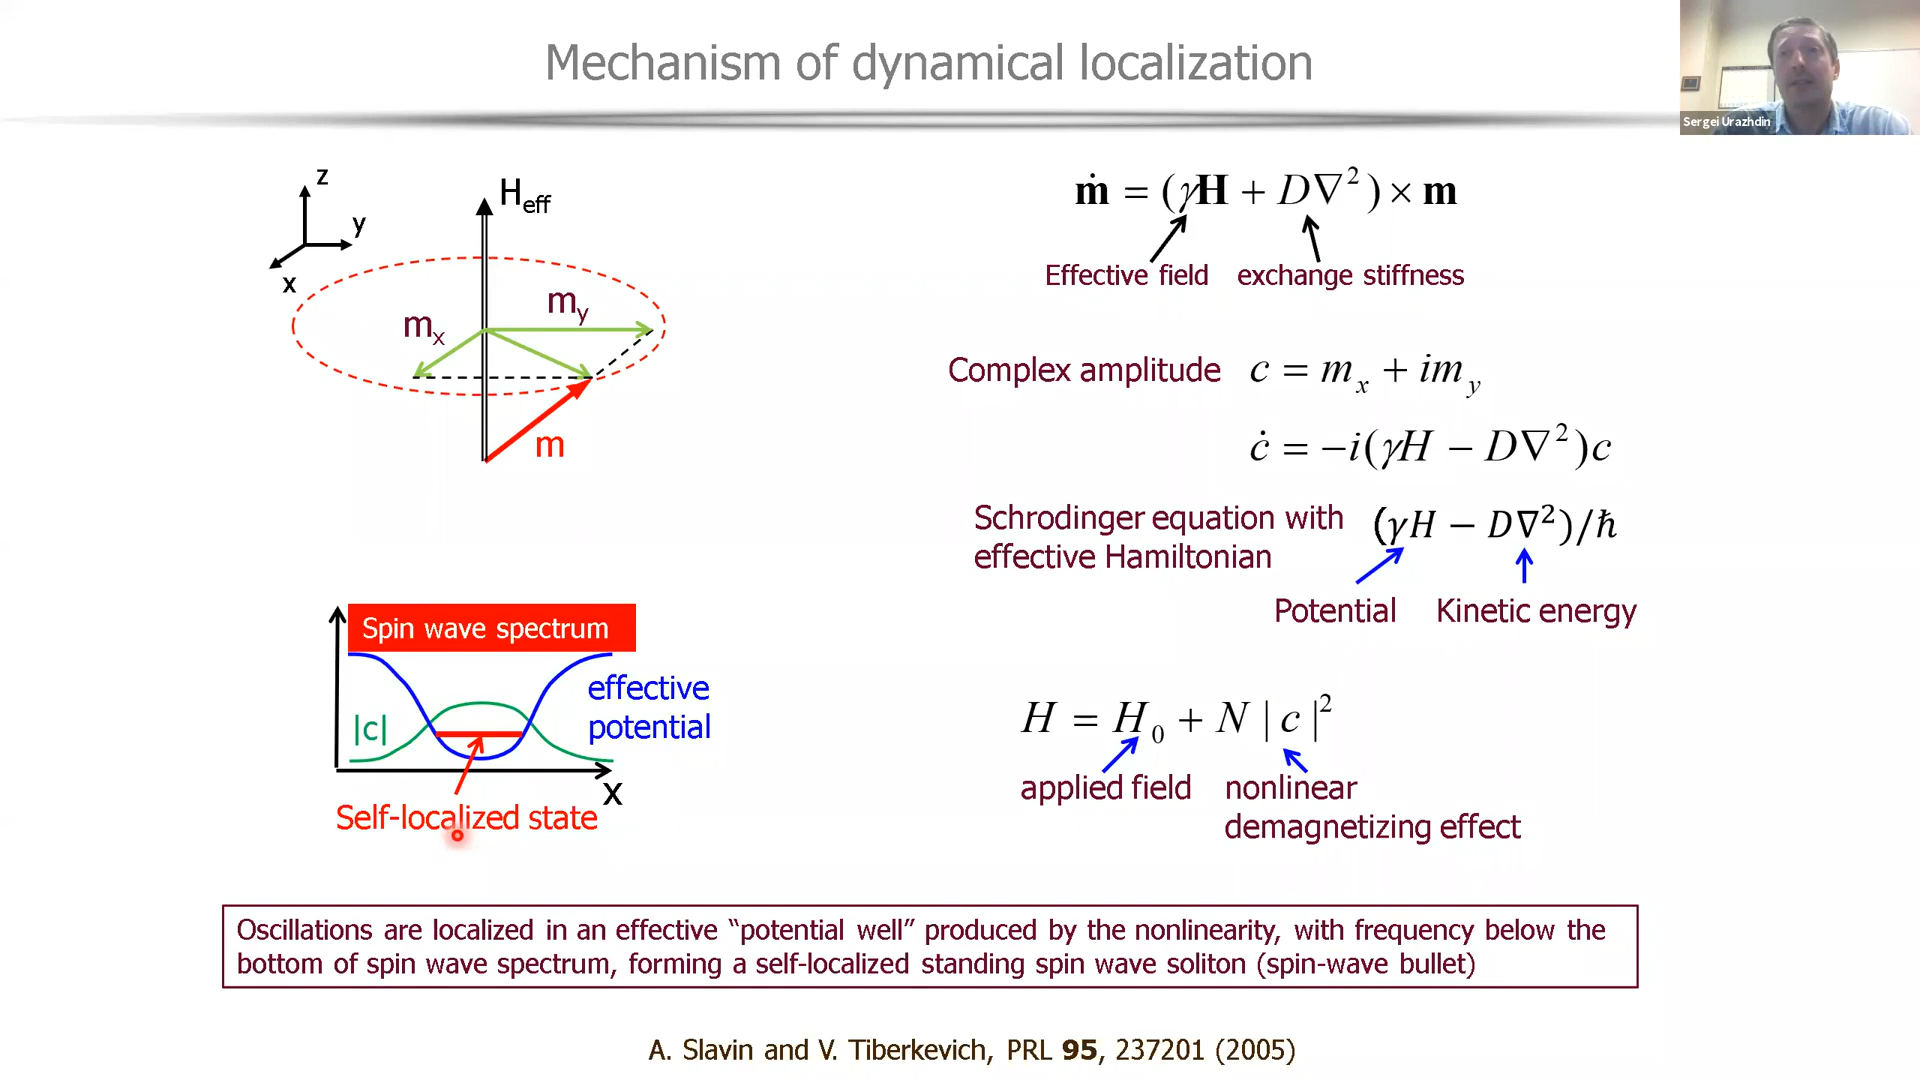 Mechanism of dynamical localization
Sergei Urazhdin
z
y
x
H_eff
m_x
m_y
m
ṁ = (γH + D∇²) × m
Effective field exchange stiffness
Complex amplitude c = m_x + im_y
ċ = −i(γH − D∇²)c
Schrodinger equation with
effective Hamiltonian
(γH − D∇²)/ħ
Potential Kinetic energy
Spin wave spectrum
effective
potential
|c|
x
Self-localized state
H = H_0 + N | c |²
applied field
nonlinear
demagnetizing effect
Oscillations are localized in an effective “potential well” produced by the nonlinearity, with frequency below the
bottom of spin wave spectrum, forming a self-localized standing spin wave soliton (spin-wave bullet)
A. Slavin and V. Tiberkevich, PRL 95, 237201 (2005)